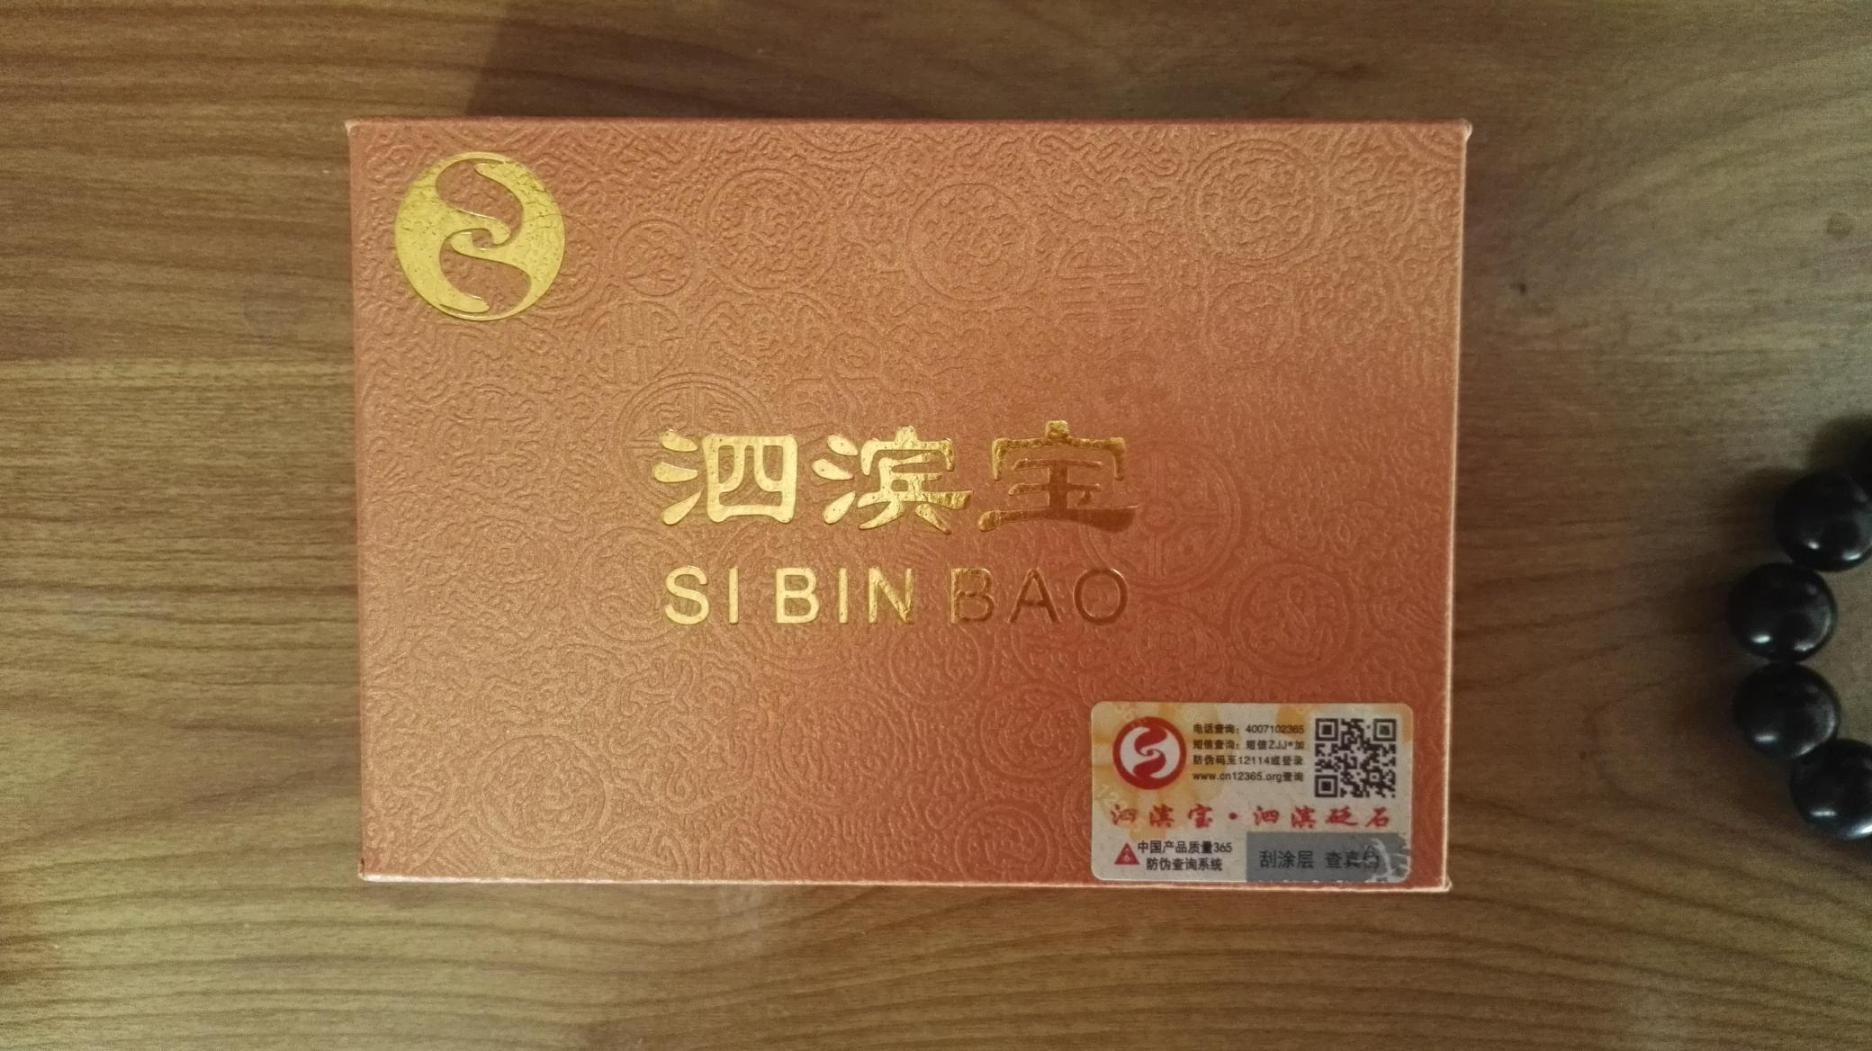 泗滨宝
SI BIN BAO
电话查询：4007102365
短信查询：短信ZJJ*加
防伪码至12114或登录
www.cn12365.org查询
泗滨宝·泗滨砭石
中国产品质量365
防伪查询系统
刮涂层 查真伪